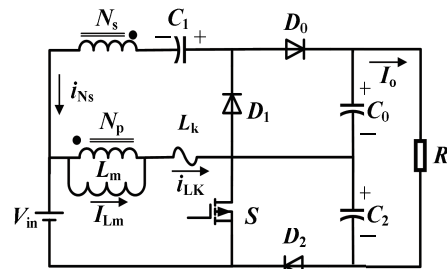 Ns
C1
− +
D0
Io
iNs
Np
Lk
D1
+
C0
−
R
Lm
iLK
ILm
Vin
S
+
C2
−
D2